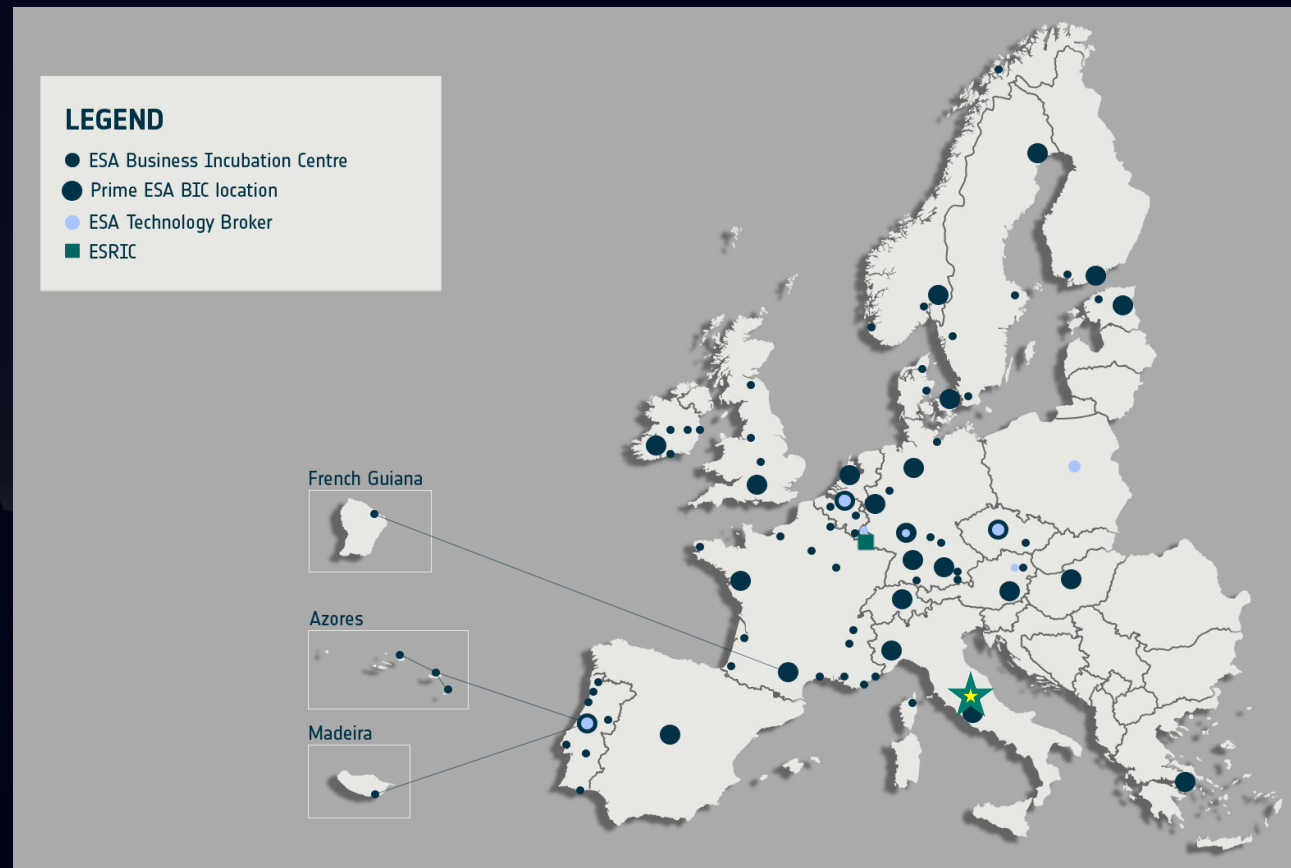 LEGEND
ESA Business Incubation Centre
Prime ESA BIC location
ESA Technology Broker
ESRIC
French Guiana
Azores
Madeira